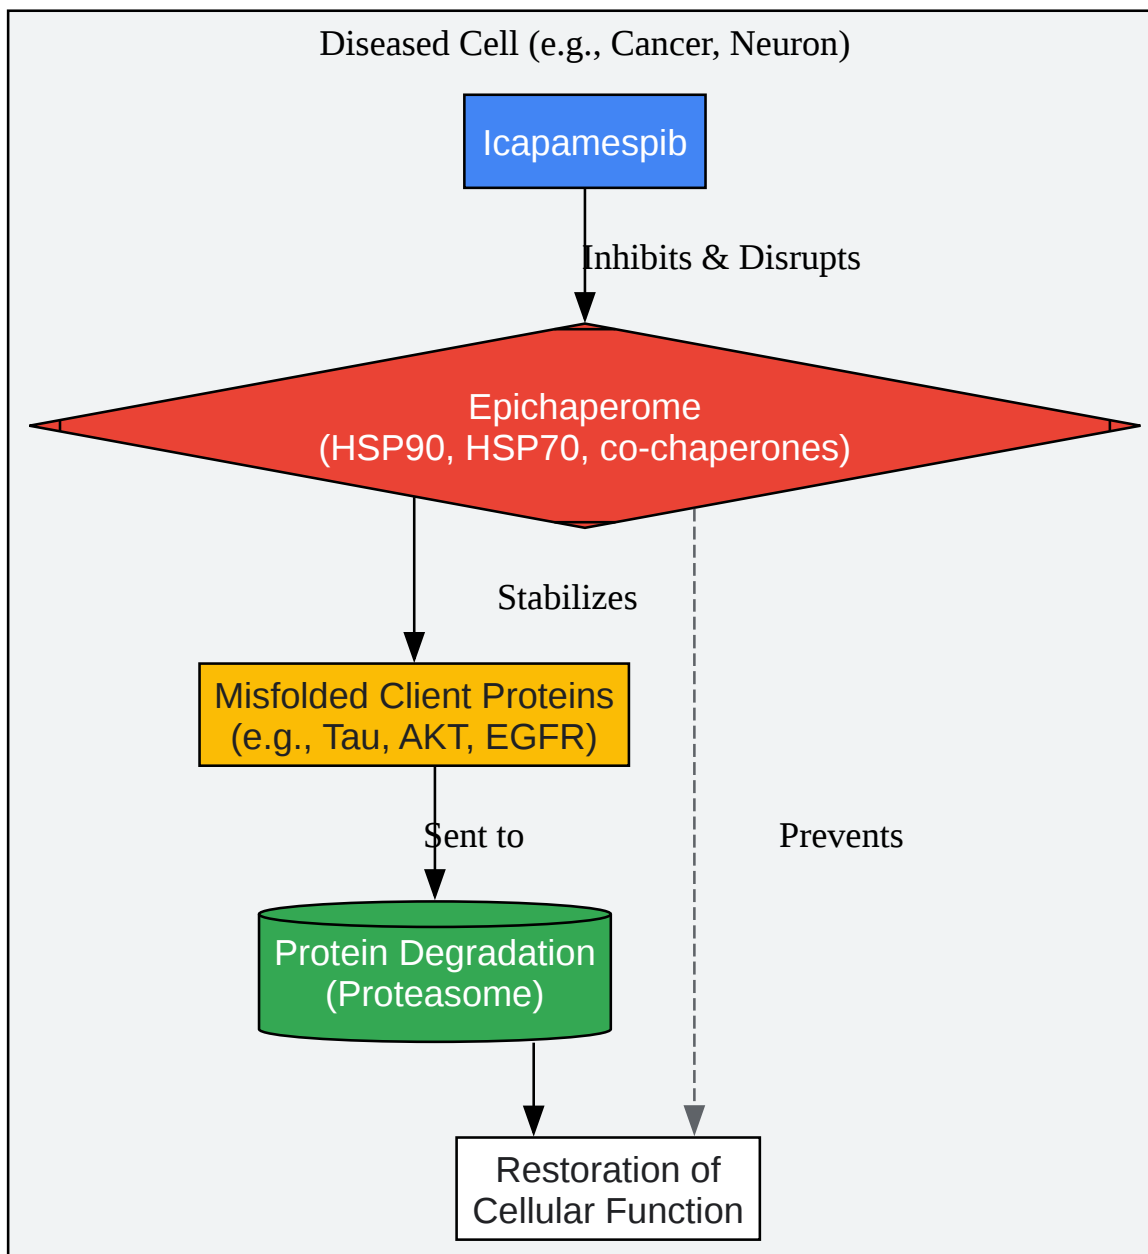 Diseased Cell (e.g., Cancer, Neuron)
Icapamespib
Inhibits & Disrupts
Epichaperome
(HSP90, HSP70, co-chaperones)
Stabilizes
Misfolded Client Proteins
(e.g., Tau, AKT, EGFR)
Sent to
Prevents
Protein Degradation
(Proteasome)
Restoration of
Cellular Function